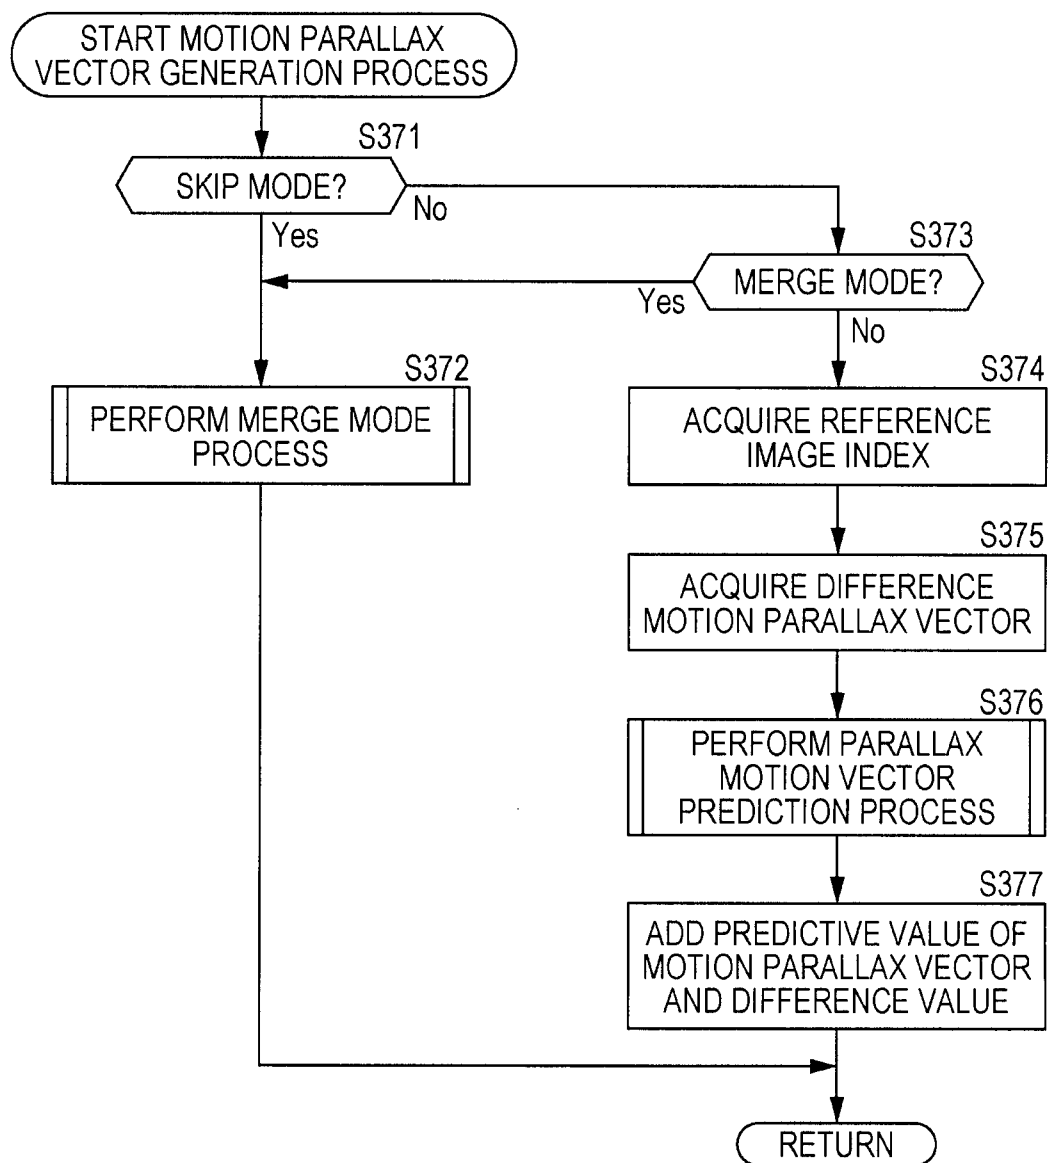 START MOTION PARALLAX
VECTOR GENERATION PROCESS
S371
SKIP MODE?
No
Yes
S373
MERGE MODE?
Yes
No
S372
PERFORM MERGE MODE
PROCESS
S374
ACQUIRE REFERENCE
IMAGE INDEX
S375
ACQUIRE DIFFERENCE
MOTION PARALLAX VECTOR
S376
PERFORM PARALLAX
MOTION VECTOR
PREDICTION PROCESS
S377
ADD PREDICTIVE VALUE OF
MOTION PARALLAX VECTOR
AND DIFFERENCE VALUE
RETURN